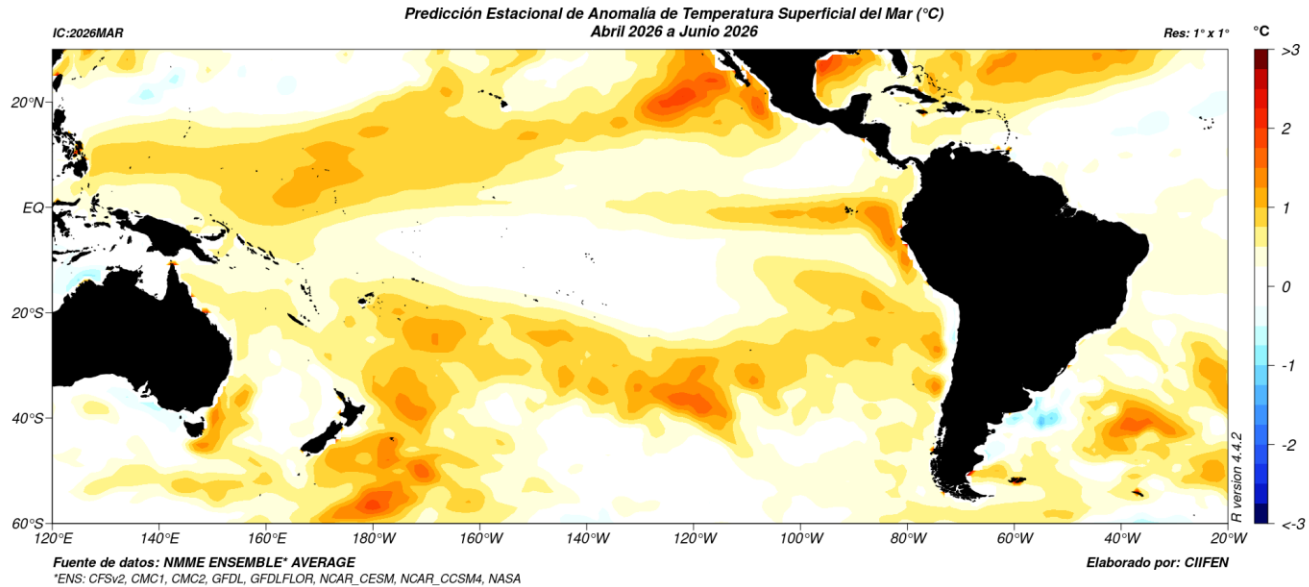 Predicción Estacional de Anomalía de Temperatura Superficial del Mar (°C)
IC:2026MAR
Abril 2026 a Junio 2026
Res: 1° x 1°
°C
>3
2
1
0
-1
-2
<-3
20°N
EQ
20°S
40°S
60°S
120°E
140°E
160°E
180°W
160°W
140°W
120°W
100°W
80°W
60°W
40°W
20°W
R version 4.4.2
Fuente de datos: NMME ENSEMBLE* AVERAGE
Elaborado por: CIIFEN
*ENS: CFSv2, CMC1, CMC2, GFDL, GFDLFLOR, NCAR_CESM, NCAR_CCSM4, NASA